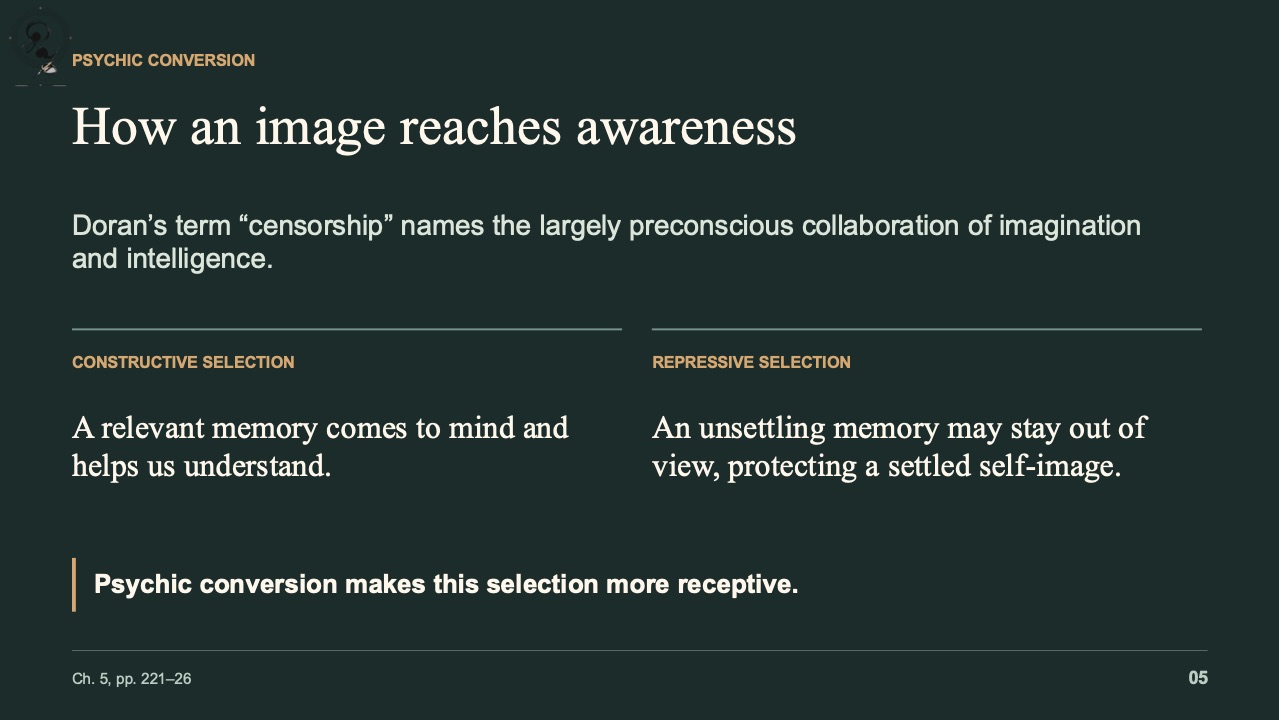 PSYCHIC CONVERSION
How an image reaches awareness
Doran’s term “censorship” names the largely preconscious collaboration of imagination
and intelligence.
CONSTRUCTIVE SELECTION
A relevant memory comes to mind and
helps us understand.
REPRESSIVE SELECTION
An unsettling memory may stay out of
view, protecting a settled self-image.
Psychic conversion makes this selection more receptive.
Ch. 5, pp. 221–26
05